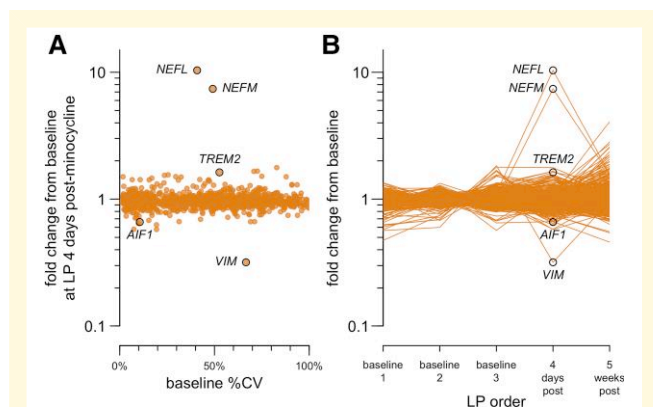 A
fold change from baseline
at LP 4 days post-minocycline
10
1
0.1
NEFL
NEFM
TREM2
AIF1
VIM
0%
50%
100%
baseline %CV
B
fold change from baseline
10
1
0.1
NEFL
NEFM
TREM2
AIF1
VIM
baseline
1
baseline
2
baseline
3
4
days
post
5
weeks
post
LP order